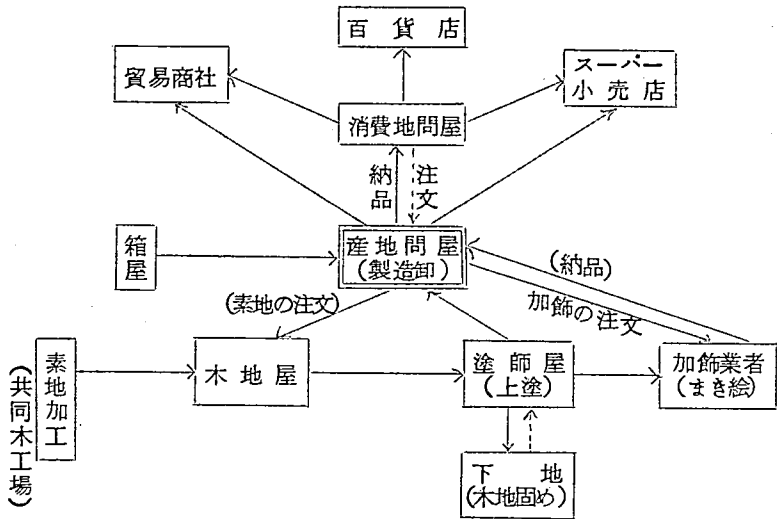 百貨店
貿易商社
スーパー
小売店
消費地問屋
納品
注文
箱屋
産地問屋
(製造卸)
(納品)
加飾の注文
(素地の注文)
素地加工
(共同木工場)
木地屋
塗師屋
(上塗)
加飾業者
(まき絵)
下地
(木地固め)